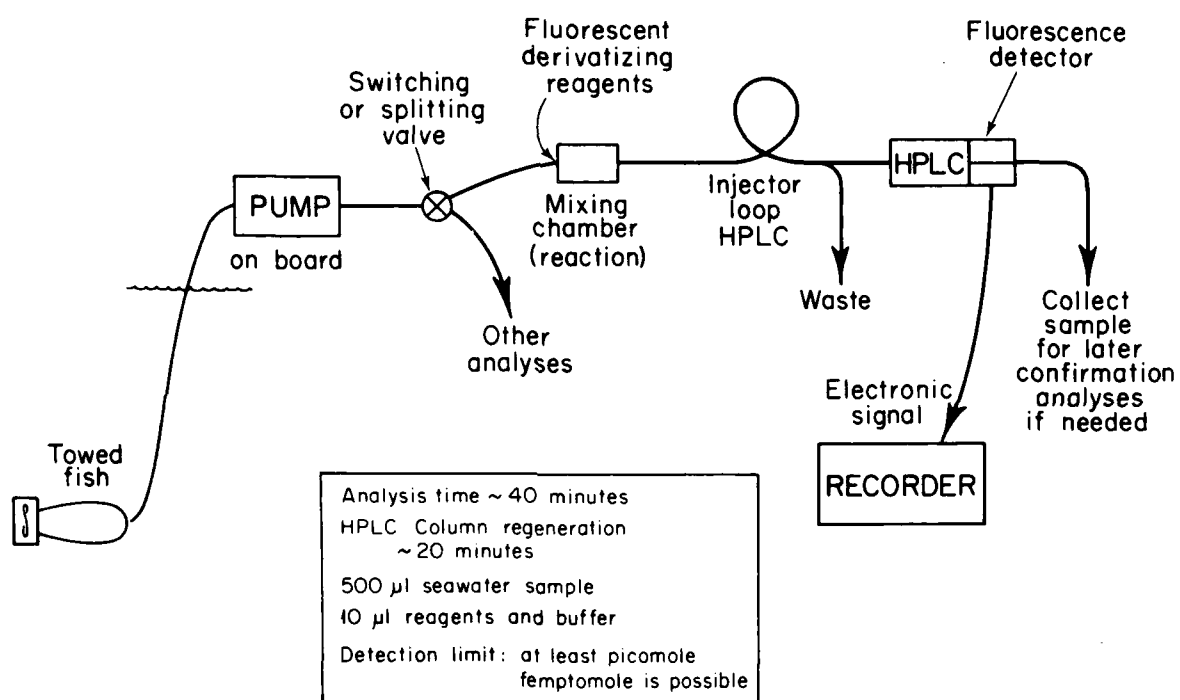 Fluorescent
derivatizing
reagents
Fluorescence
detector
Switching
or splitting
valve
PUMP
on board
Mixing
chamber
(reaction)
Injector
loop
HPLC
HPLC
Waste
Other
analyses
Collect
sample
for later
confirmation
analyses
if needed
Electronic
signal
RECORDER
Towed
fish
Analysis time ~ 40 minutes
HPLC Column regeneration
~ 20 minutes
500 µl seawater sample
10 µl reagents and buffer
Detection limit: at least picomole
femptomole is possible